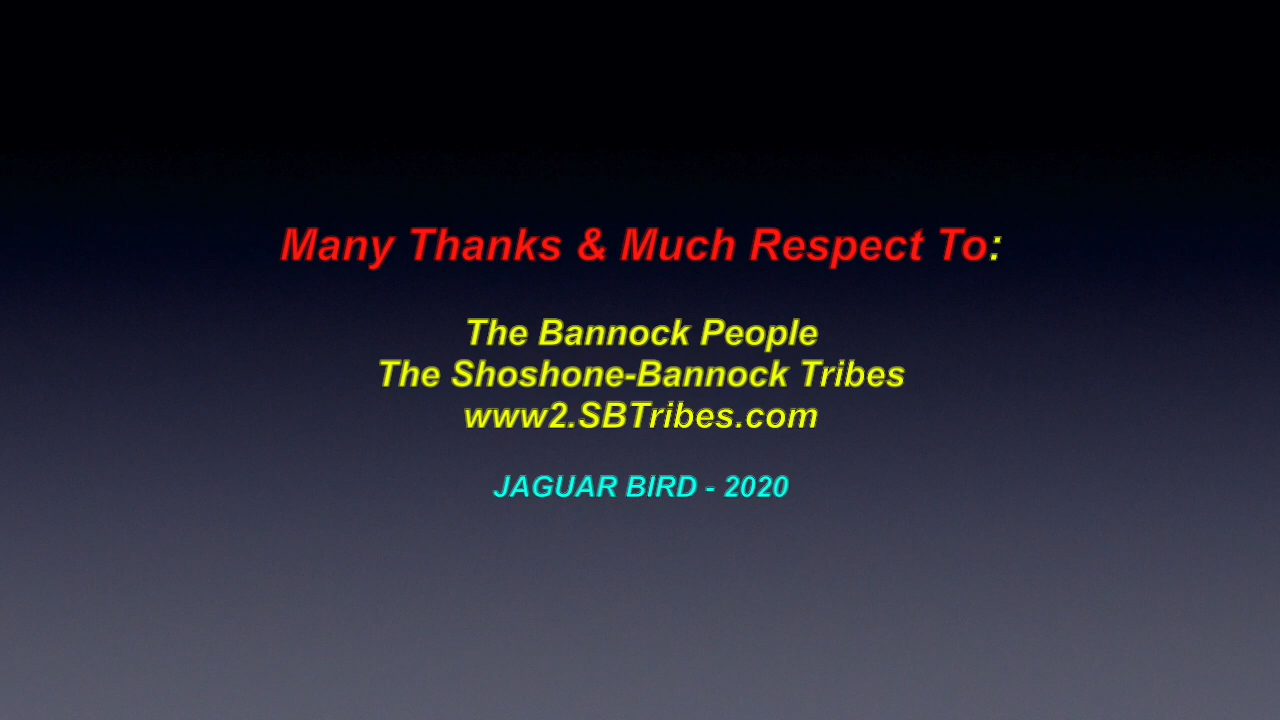 Many Thanks & Much Respect To:
The Bannock People
The Shoshone-Bannock Tribes
www2.SBTribes.com
JAGUAR BIRD - 2020